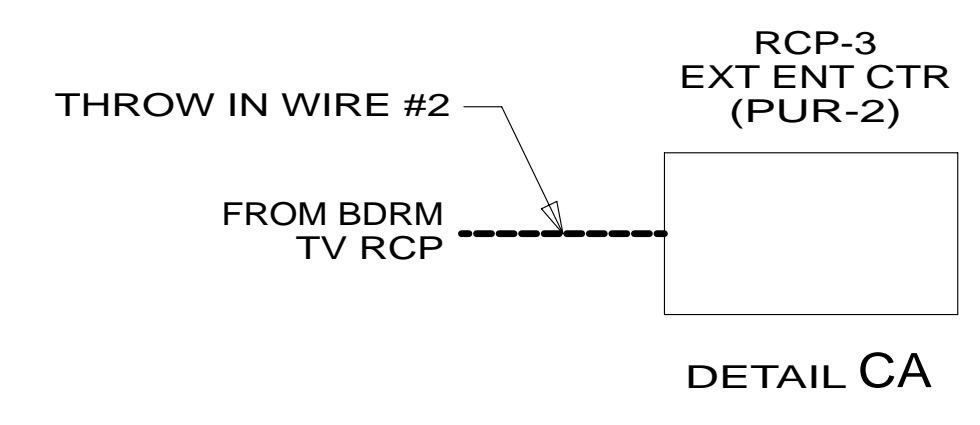 RCP-3
EXT ENT CTR
(PUR-2)
THROW IN WIRE #2
FROM BDRM
TV RCP
DETAIL CA